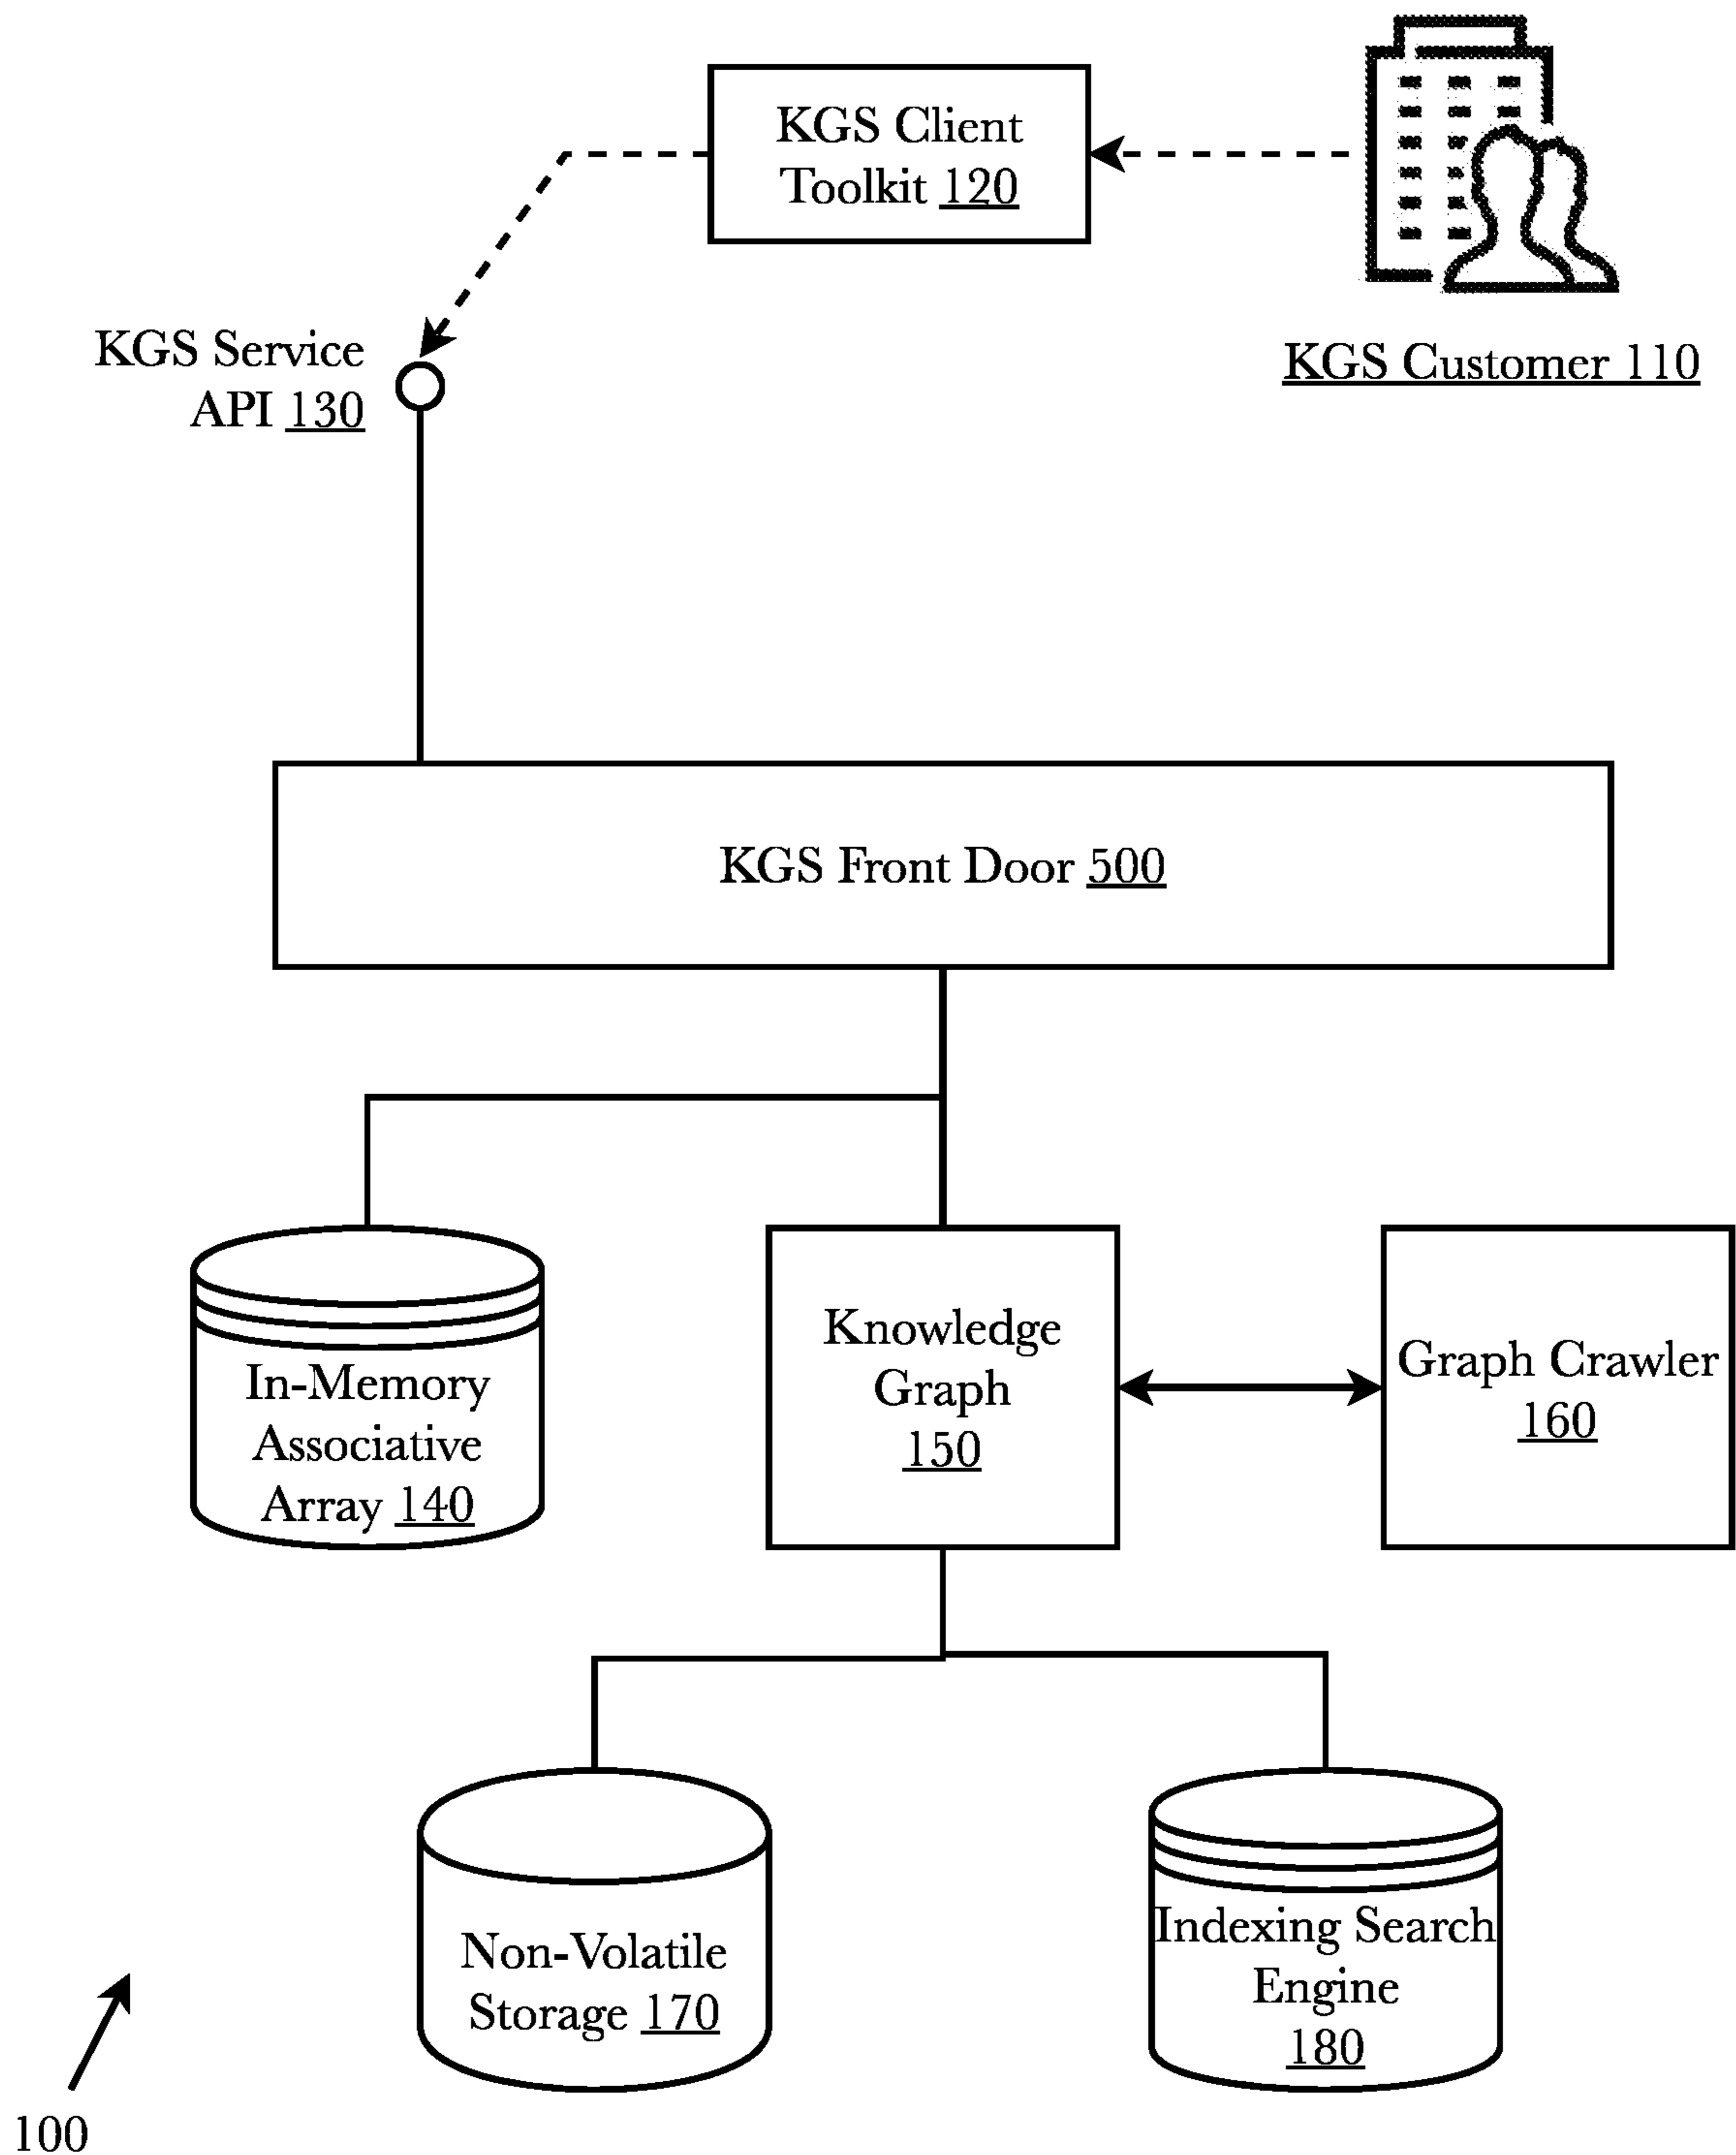 KGS Client
Toolkit 120
KGS Service
API 130
KGS Customer 110
KGS Front Door 500
In-Memory
Associative
Array 140
Knowledge
Graph
150
Graph Crawler
160
Non-Volatile
Storage 170
Indexing Search
Engine
180
100